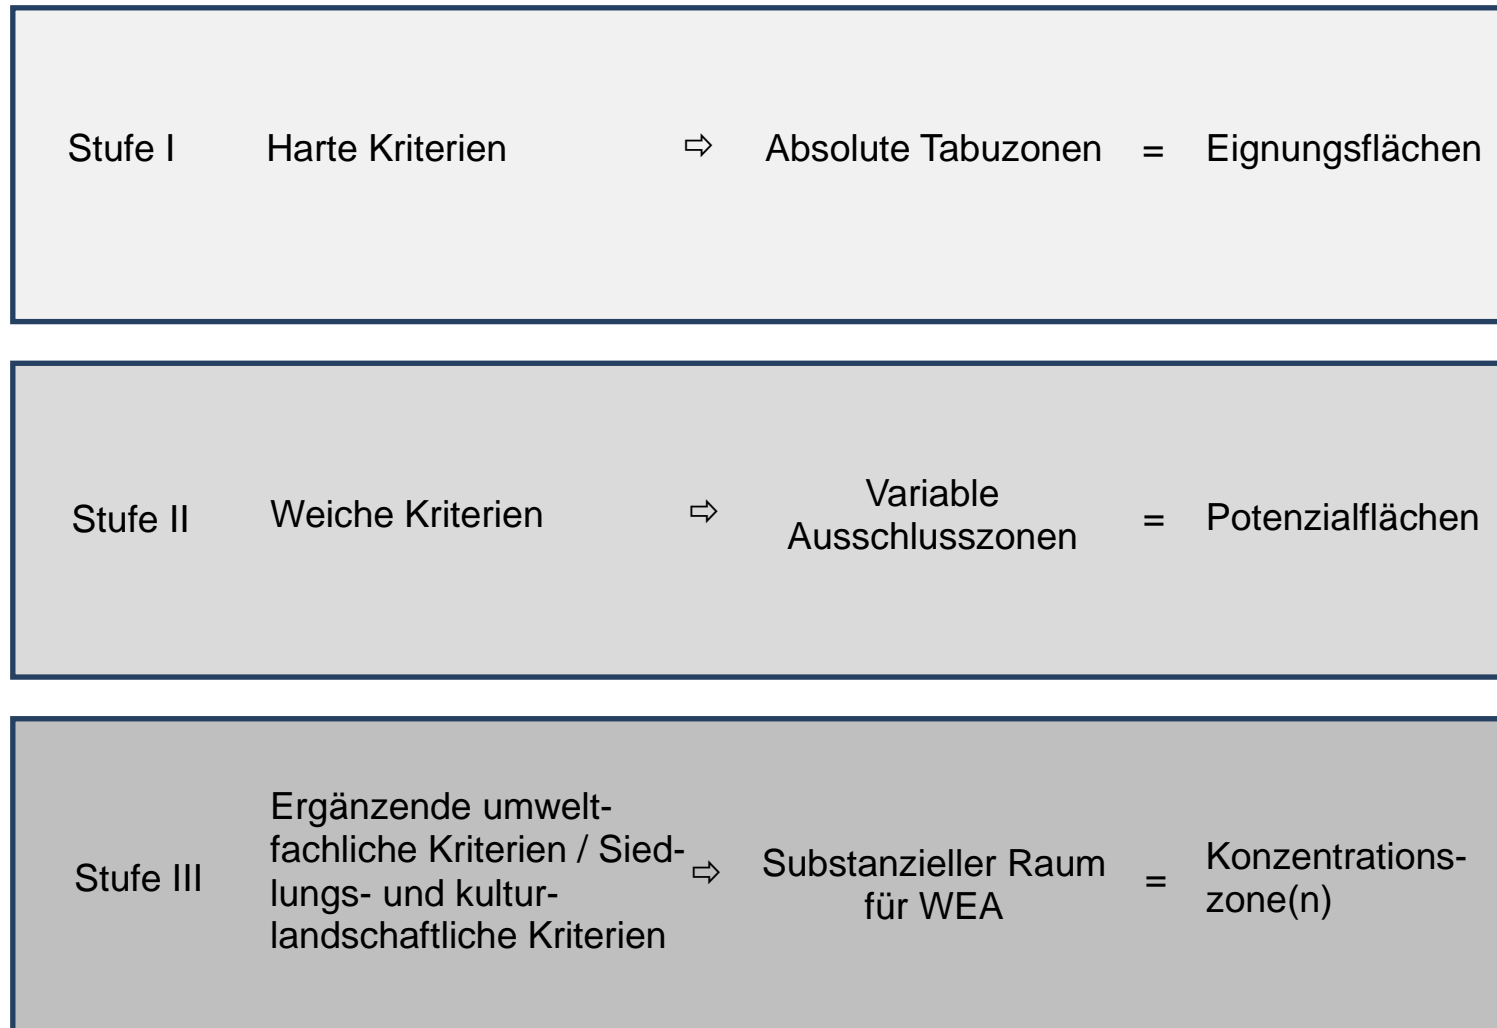 Stufe I Harte Kriterien ⇨ Absolute Tabuzonen = Eignungsflächen
Stufe II Weiche Kriterien ⇨ Variable
Ausschlusszonen = Potenzialflächen
Stufe III Ergänzende umwelt-
fachliche Kriterien / Sied-
lungs- und kultur-
landschaftliche Kriterien ⇨ Substanzieller Raum
für WEA = Konzentrations-
zone(n)